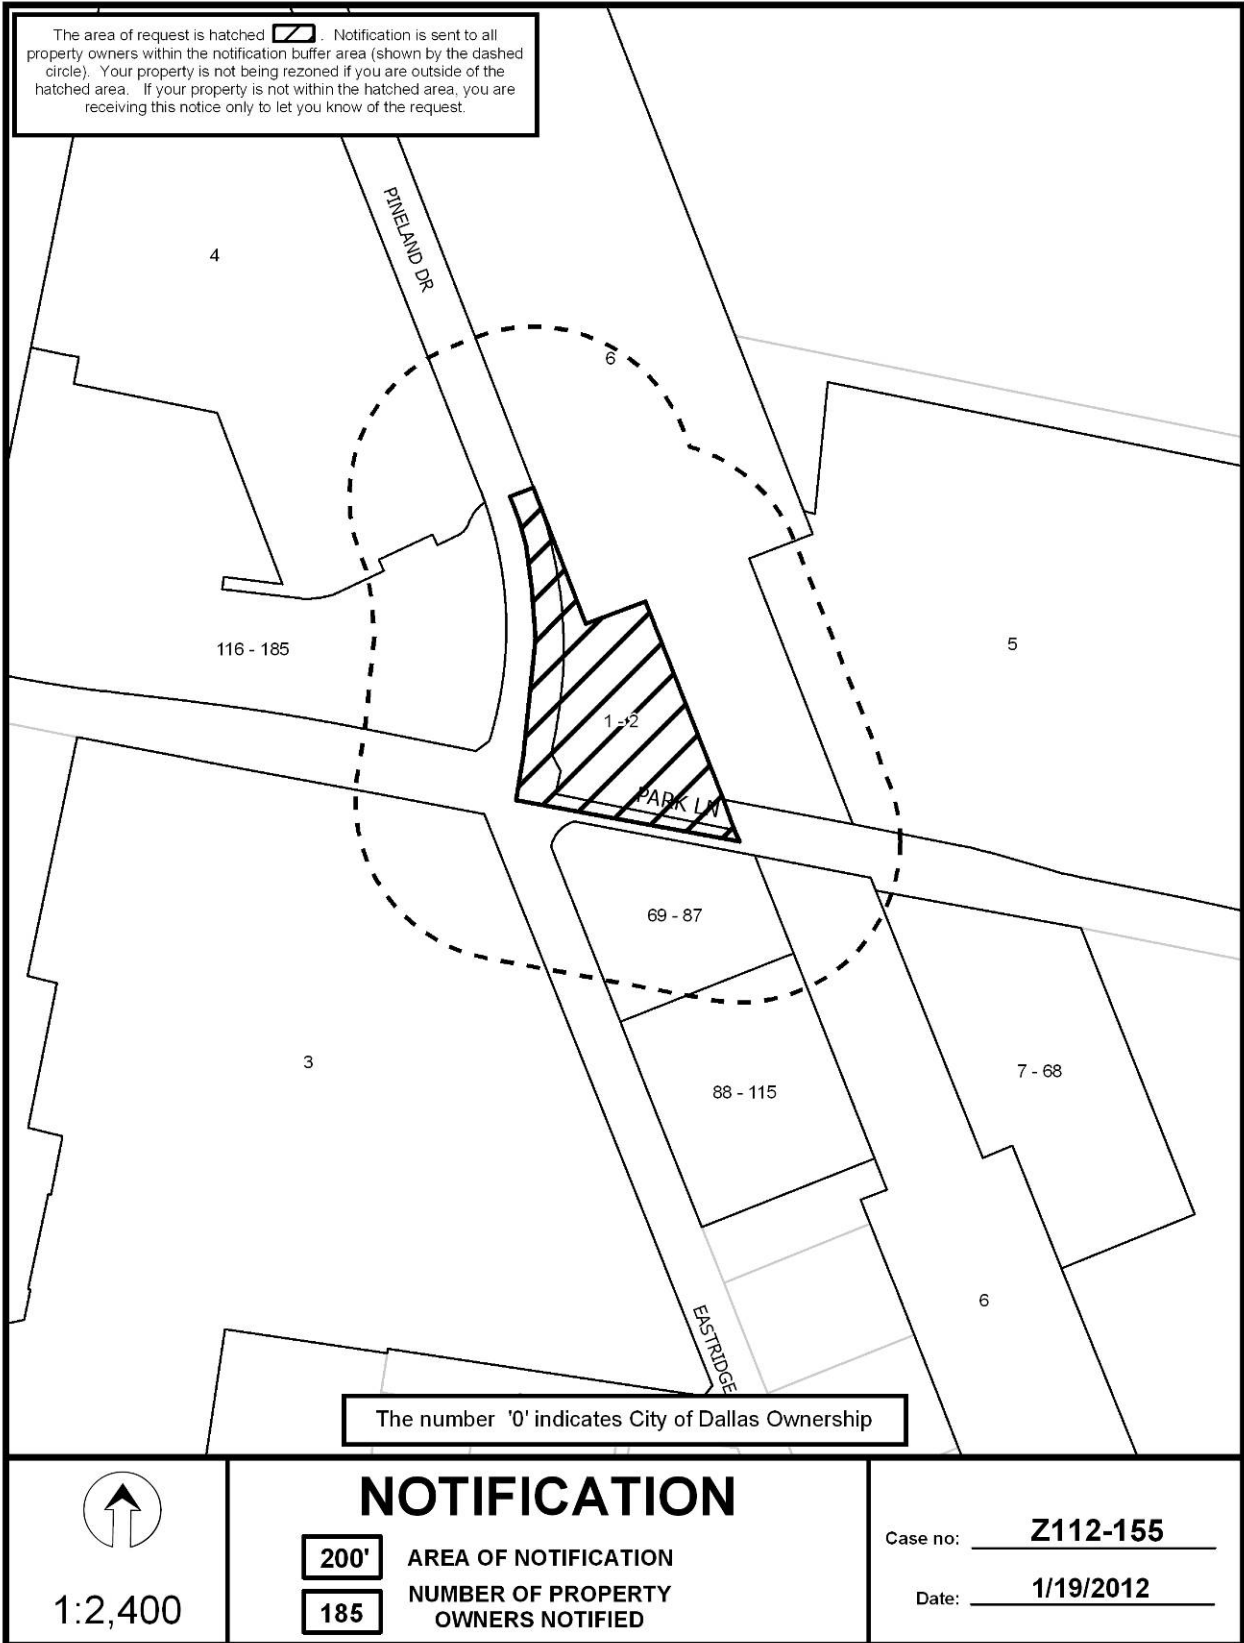 The area of request is hatched . Notification is sent to all
property owners within the notification buffer area (shown by the dashed
circle). Your property is not being rezoned if you are outside of the
hatched area. If your property is not within the hatched area, you are
receiving this notice only to let you know of the request.
PINELAND DR
4
6
5
116 - 185
1 - 2
PARK LN
69 - 87
3
7 - 68
88 - 115
6
EASTRIDGE
The number '0' indicates City of Dallas Ownership
NOTIFICATION
200' AREA OF NOTIFICATION
185 NUMBER OF PROPERTY
OWNERS NOTIFIED
1:2,400
Case no: Z112-155
Date: 1/19/2012